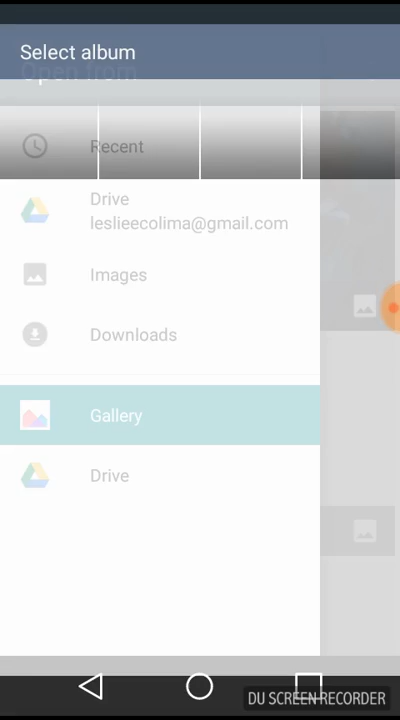 Select album
Open from
Recent
Drive
leslieecolima@gmail.com
Images
Downloads
Gallery
Drive
DU SCREEN RECORDER